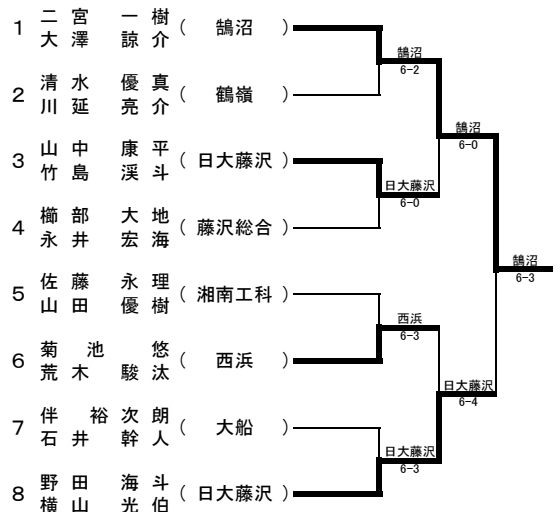 1 二宮 一樹 ( 鵠沼 )
大澤 諒介
鵠沼
6-2
2 清水 優真 ( 鶴嶺 )
川延 亮介
鵠沼
6-0
3 山中 康平 ( 日大藤沢 )
竹島 渓斗
日大藤沢
6-0
4 櫛部 大地 ( 藤沢総合 )
永井 宏海
鵠沼
6-3
5 佐藤 永理 ( 湘南工科 )
山田 優樹
西浜
6-3
6 菊池 悠 ( 西浜 )
荒木 駿汰
日大藤沢
6-4
7 伴 裕次朗 ( 大船 )
石井 幹人
日大藤沢
6-3
8 野田 海斗 ( 日大藤沢 )
横山 光伯